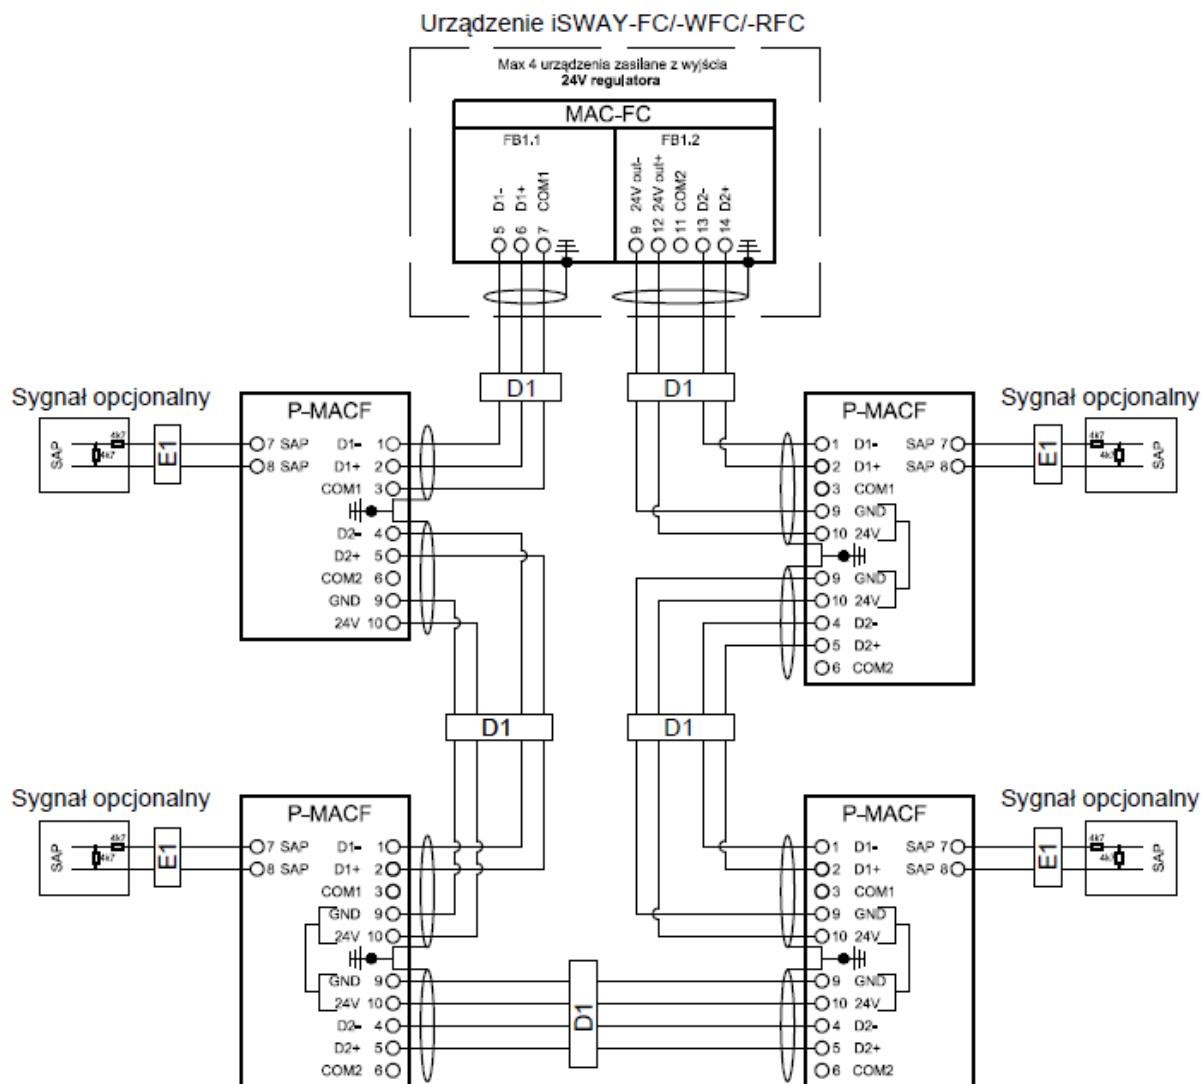 Urządzenie iSWAY-FC/-WFC/-RFC
Max 4 urządzenia zasilane z wyjścia
24V regulatora
MAC-FC
FB1.1
FB1.2
5 D1-
6 D1+
7 COM1
9 24V out-
12 24V out+
11 COM2
13 D2-
14 D2+
D1
D1
Sygnał opcjonalny
SAP
4k7
4k7
E1
P-MACF
7 SAP
8 SAP
D1- 1
D1+ 2
COM1 3
D2- 4
D2+ 5
COM2 6
GND 9
24V 10
P-MACF
1 D1-
2 D1+
3 COM1
9 GND
10 24V
9 GND
10 24V
4 D2-
5 D2+
6 COM2
SAP 7
SAP 8
E1
Sygnał opcjonalny
4k7
4k7
SAP
D1
D1
Sygnał opcjonalny
SAP
4k7
4k7
E1
P-MACF
7 SAP
8 SAP
D1- 1
D1+ 2
COM1 3
GND 9
24V 10
GND 9
24V 10
D2- 4
D2+ 5
COM2 6
D1
P-MACF
1 D1-
2 D1+
3 COM1
9 GND
10 24V
9 GND
10 24V
4 D2-
5 D2+
6 COM2
SAP 7
SAP 8
E1
Sygnał opcjonalny
4k7
4k7
SAP